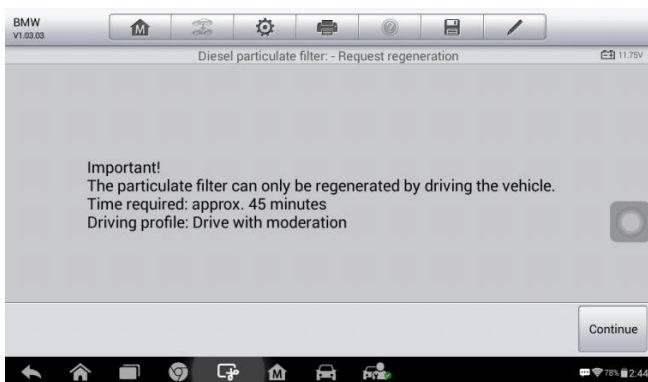 BMW
V1.03.03
Diesel particulate filter: - Request regeneration
11.75V
Important!
The particulate filter can only be regenerated by driving the vehicle.
Time required: approx. 45 minutes
Driving profile: Drive with moderation
Continue
78% 2:44